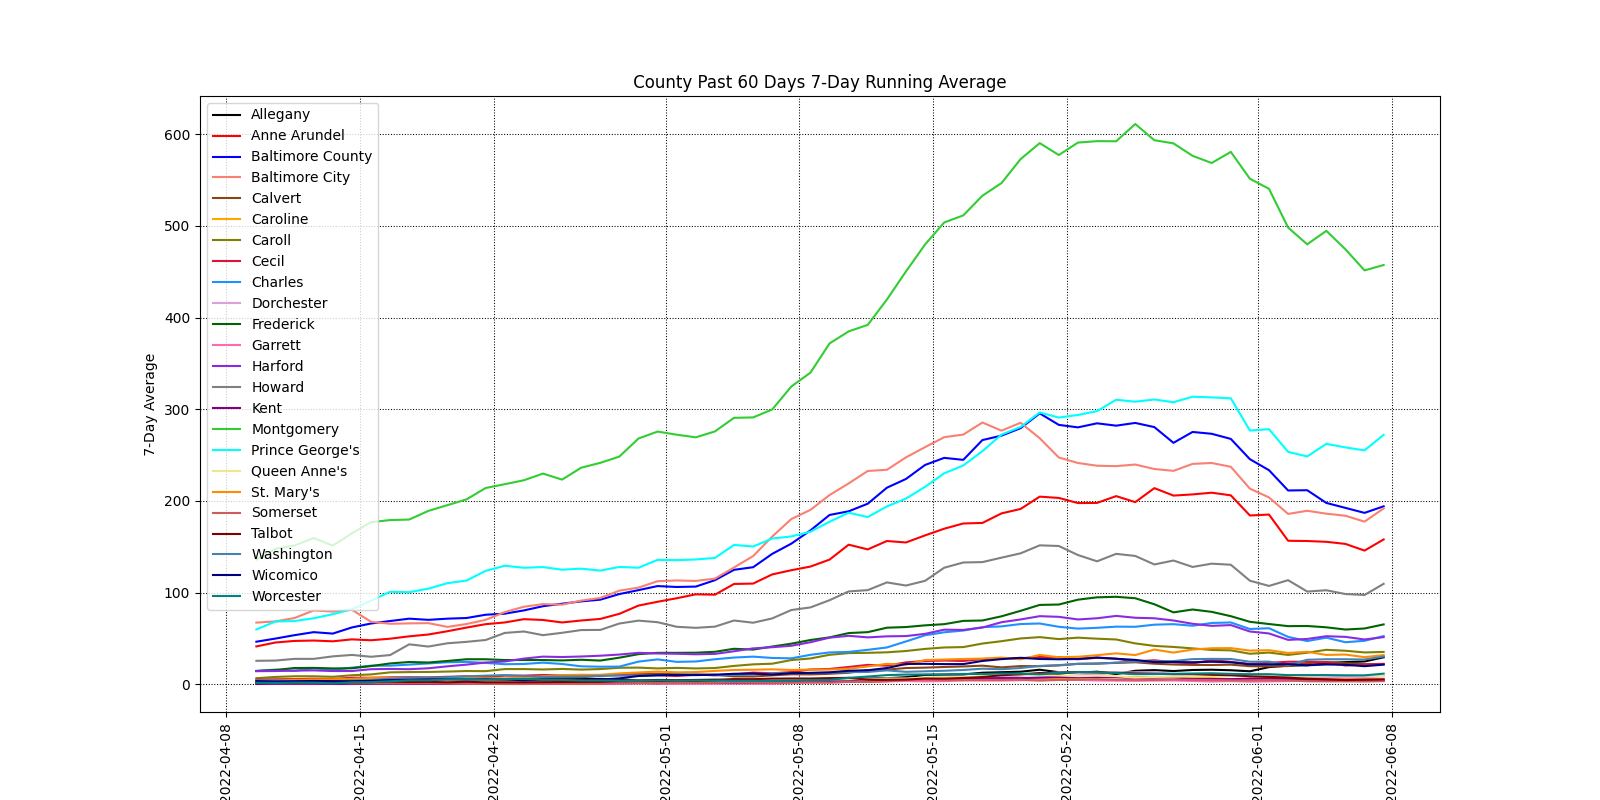 County Past 60 Days 7-Day Running Average
7-Day Average
600
500
400
300
200
100
0
Allegany
Anne Arundel
Baltimore County
Baltimore City
Calvert
Caroline
Caroll
Cecil
Charles
Dorchester
Frederick
Garrett
Harford
Howard
Kent
Montgomery
Prince George's
Queen Anne's
St. Mary's
Somerset
Talbot
Washington
Wicomico
Worcester
2022-04-08
2022-04-15
2022-04-22
2022-05-01
2022-05-08
2022-05-15
2022-05-22
2022-06-01
2022-06-08